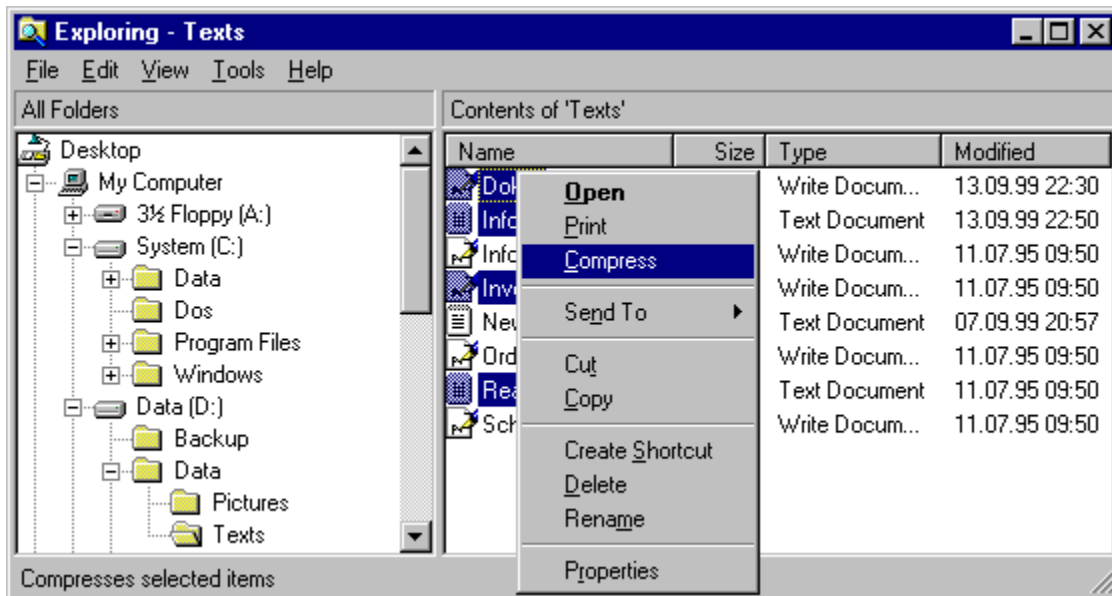 Exploring - Texts
File Edit View Tools Help
All Folders
Contents of 'Texts'
Desktop
My Computer
3½ Floppy (A:)
System (C:)
Data
Dos
Program Files
Windows
Data (D:)
Backup
Data
Pictures
Texts
Name Size Type Modified
Write Docum... 13.09.99 22:30
Text Document 13.09.99 22:50
Write Docum... 11.07.95 09:50
Write Docum... 11.07.95 09:50
Text Document 07.09.99 20:57
Write Docum... 11.07.95 09:50
Text Document 11.07.95 09:50
Write Docum... 11.07.95 09:50
Open
Print
Compress
Send To
Cut
Copy
Create Shortcut
Delete
Rename
Properties
Compresses selected items